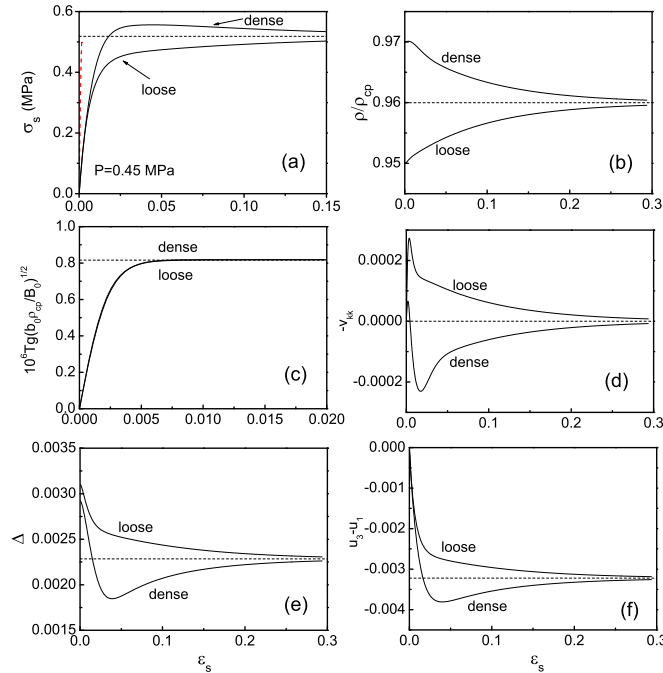 0.6
0.4
0.2
0.0
σs (MPa)
dense
loose
P=0.45 MPa
(a)
0.00 0.05 0.10 0.15
0.97
0.96
0.95
ρ/ρcp
dense
loose
(b)
0.0 0.1 0.2 0.3
1.0
0.8
0.6
0.4
0.2
0.0
10⁶Tg(b₀ρcp/B₀)^1/2
dense
loose
(c)
0.000 0.005 0.010 0.015 0.020
0.0002
0.0000
-0.0002
-vkk
loose
dense
(d)
0.0 0.1 0.2 0.3
0.0035
0.0030
0.0025
0.0020
0.0015
Δ
loose
dense
(e)
0.0 0.1 0.2 0.3
εs
0.000
-0.001
-0.002
-0.003
-0.004
u₃-u₁
loose
dense
(f)
0.0 0.1 0.2 0.3
εs